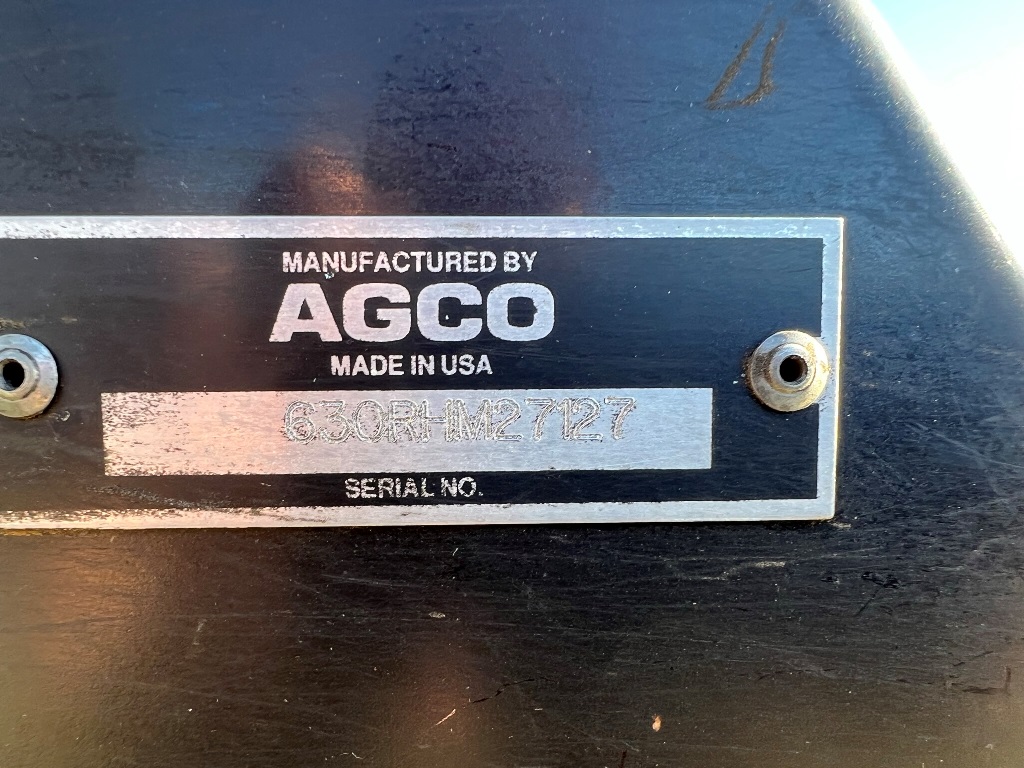 MANUFACTURED BY
AGCO
MADE IN USA
630RHM27127
SERIAL NO.